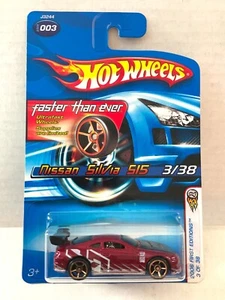 J3244
003
HOT WHEELS
faster than ever
Nissan Silvia S15 3/38
2006 FIRST EDITIONS
3 OF 38
3+